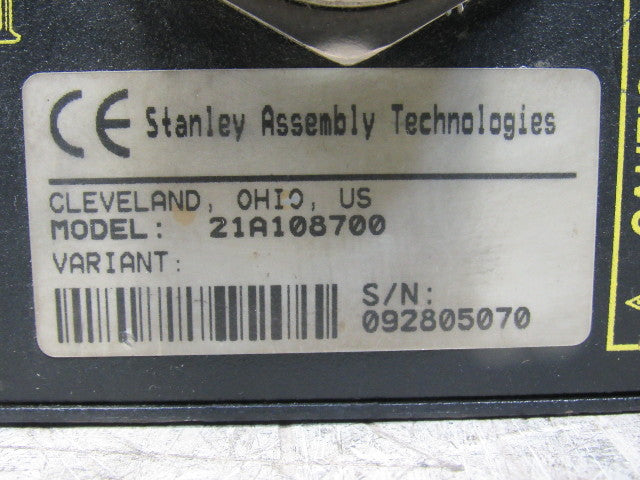 CE Stanley Assembly Technologies
CLEVELAND, OHIO, US
MODEL: 21A108700
VARIANT:
S/N:
092805070